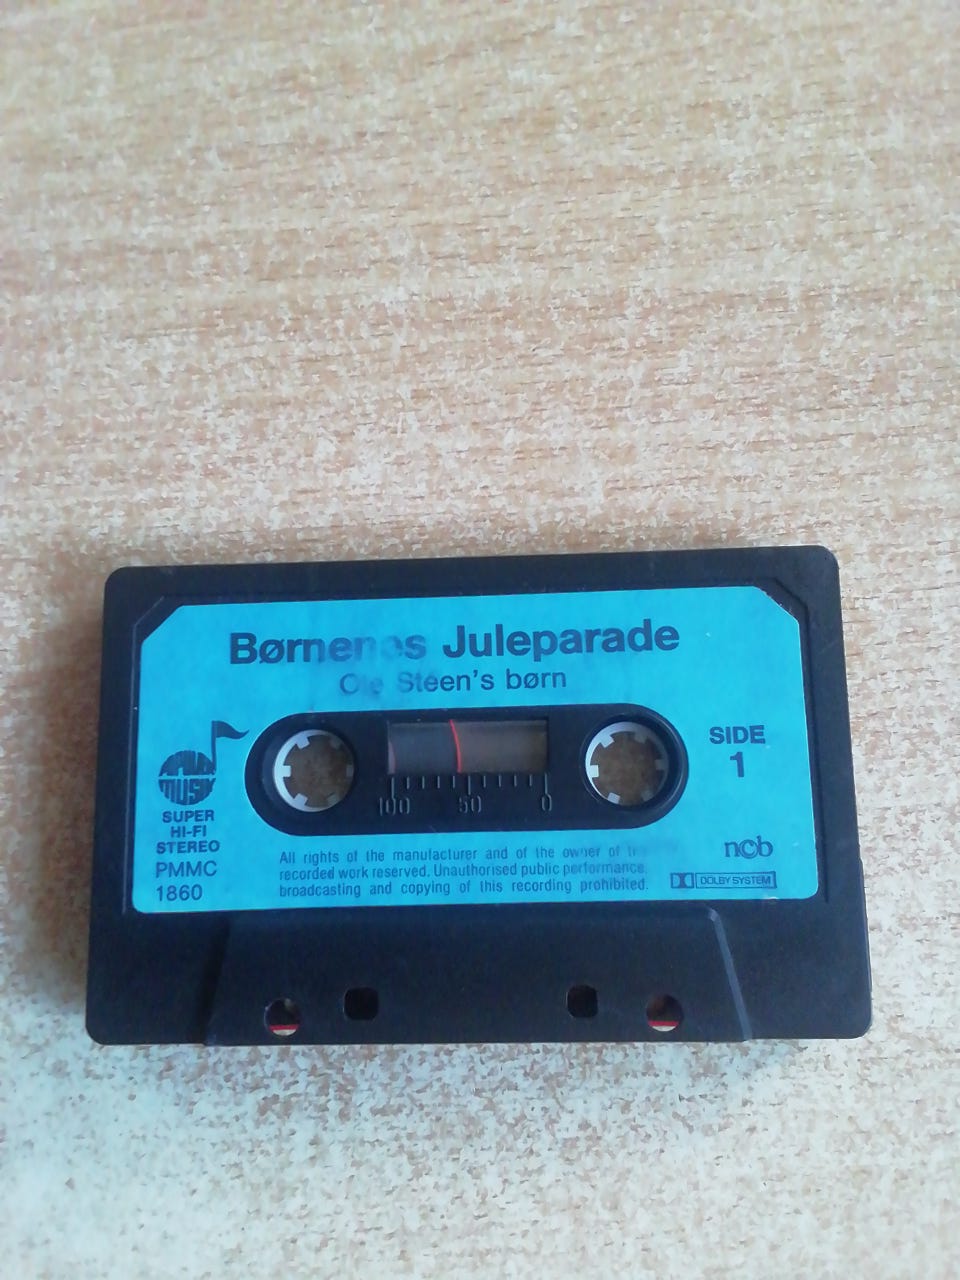 Børnenes Juleparade
Ole Steen's børn
SIDE
1
MUSIK
SUPER
HI-FI
STEREO
PMMC
1860
100 50 0
All rights of the manufacturer and of the owner of
recorded work reserved. Unauthorised public performance,
broadcasting and copying of this recording prohibited.
ncb
DOLBY SYSTEM